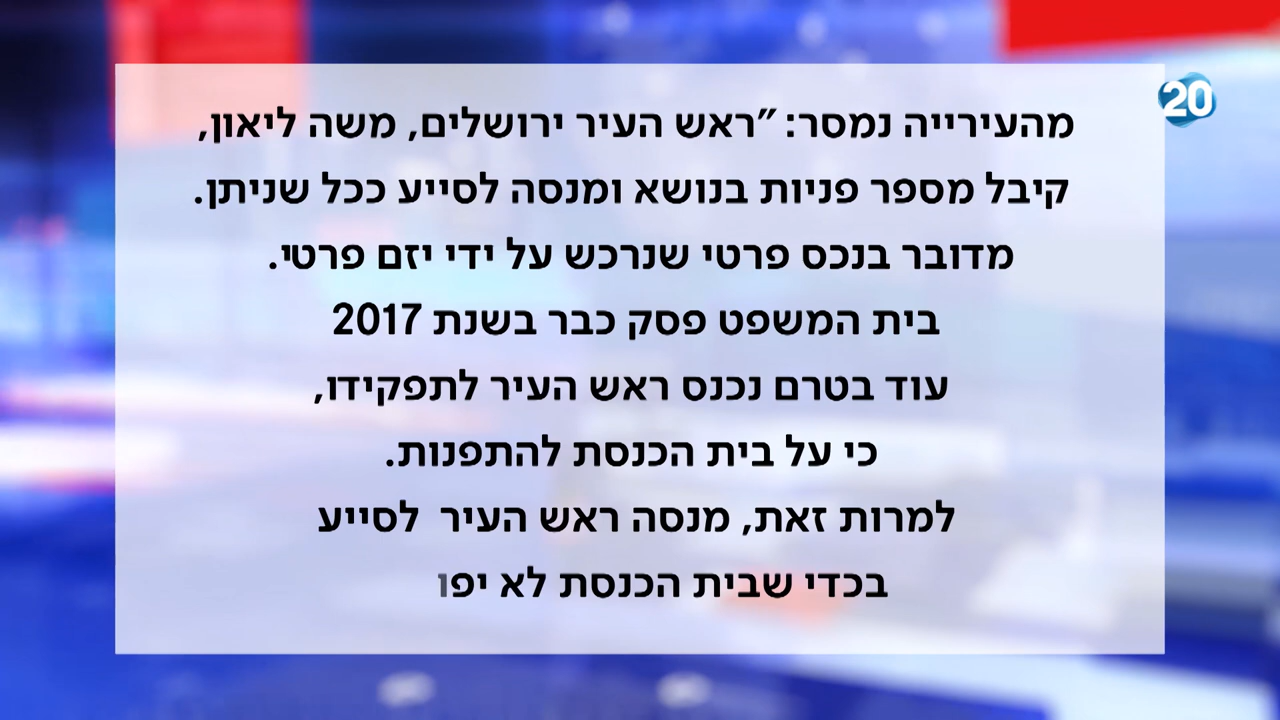 מהעירייה נמסר: "ראש העיר ירושלים, משה ליאון,
קיבל מספר פניות בנושא ומנסה לסייע ככל שניתן.
מדובר בנכס פרטי שנרכש על ידי יזם פרטי.
בית המשפט פסק כבר בשנת 2017
עוד בטרם נכנס ראש העיר לתפקידו,
כי על בית הכנסת להתפנות.
למרות זאת, מנסה ראש העיר לסייע
בכדי שבית הכנסת לא יפו
20